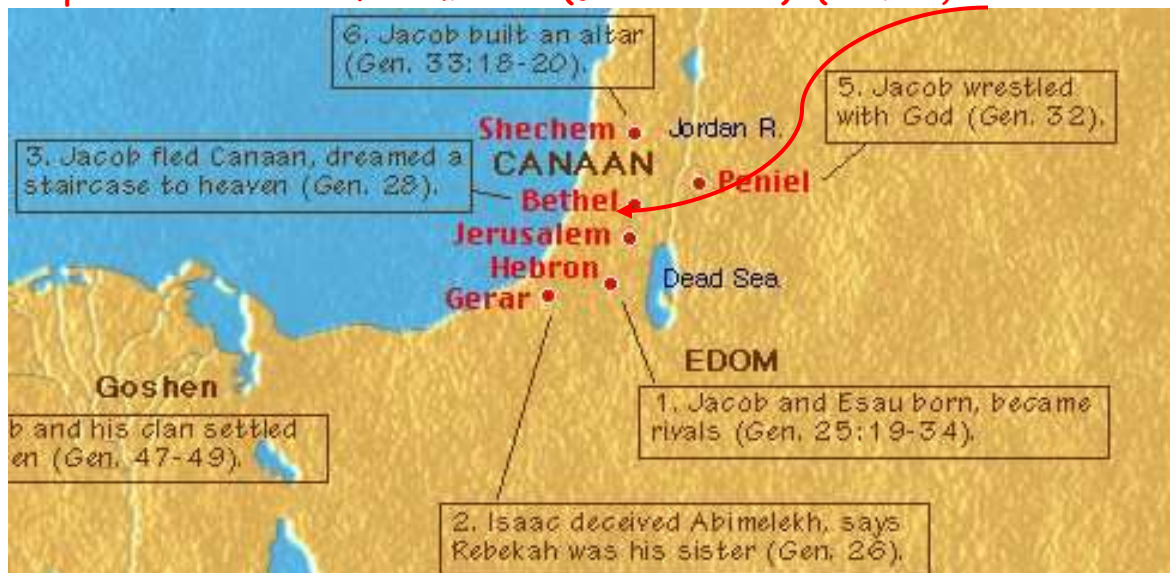 6. Jacob built an altar
(Gen. 33:18-20).
5. Jacob wrestled
with God (Gen. 32).
Shechem
Jordan R.
3. Jacob fled Canaan, dreamed a
staircase to heaven (Gen. 28).
CANAAN
Peniel
Bethel
Jerusalem
Hebron
Dead Sea
Gerar
EDOM
Goshen
1. Jacob and Esau born, became
rivals (Gen. 25:19-34).
b and his clan settled
en (Gen. 47-49).
2. Isaac deceived Abimelekh, says
Rebekah was his sister (Gen. 26).